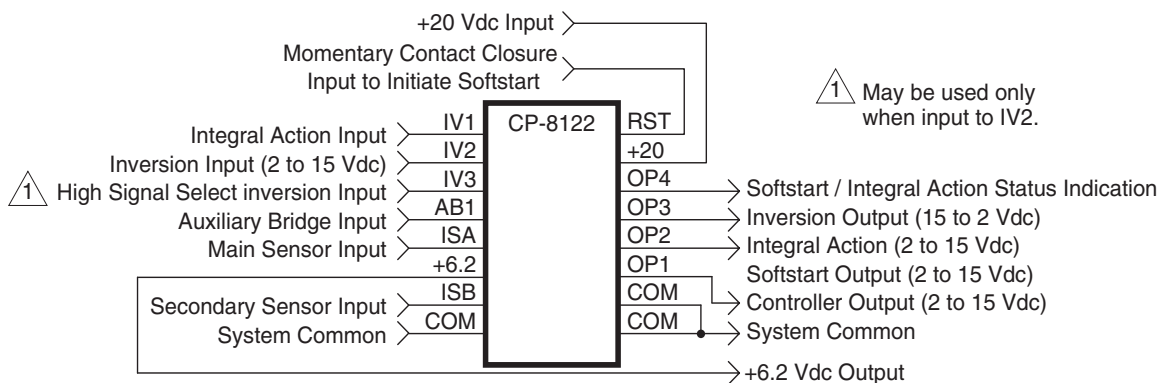 +20 Vdc Input
Momentary Contact Closure
Input to Initiate Softstart
1 May be used only
when input to IV2.
CP-8122
Integral Action Input IV1
Inversion Input (2 to 15 Vdc) IV2
1 High Signal Select inversion Input IV3
Auxiliary Bridge Input AB1
Main Sensor Input ISA
+6.2
Secondary Sensor Input ISB
System Common COM
RST
+20
OP4 Softstart / Integral Action Status Indication
OP3 Inversion Output (15 to 2 Vdc)
OP2 Integral Action (2 to 15 Vdc)
OP1 Softstart Output (2 to 15 Vdc)
COM Controller Output (2 to 15 Vdc)
COM System Common
+6.2 Vdc Output